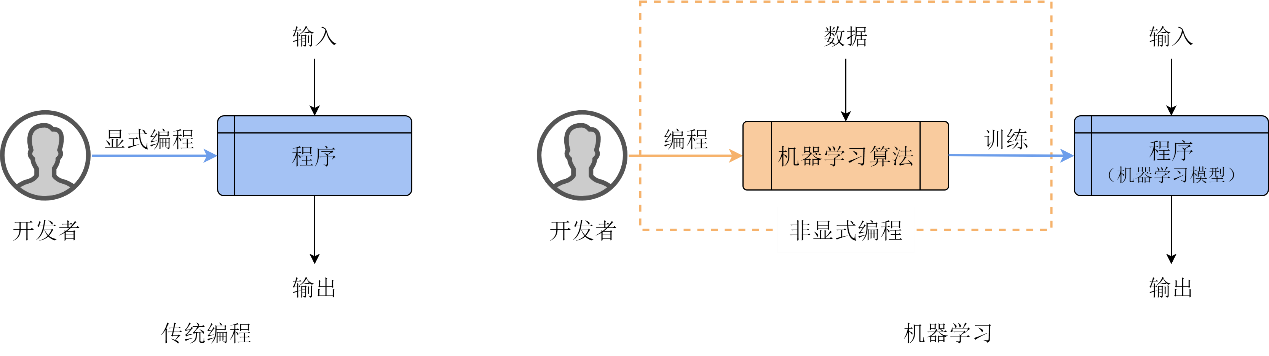 输入
显式编程
程序
开发者
输出
传统编程
数据
输入
编程
机器学习算法
训练
程序
（机器学习模型）
开发者
非显式编程
输出
机器学习